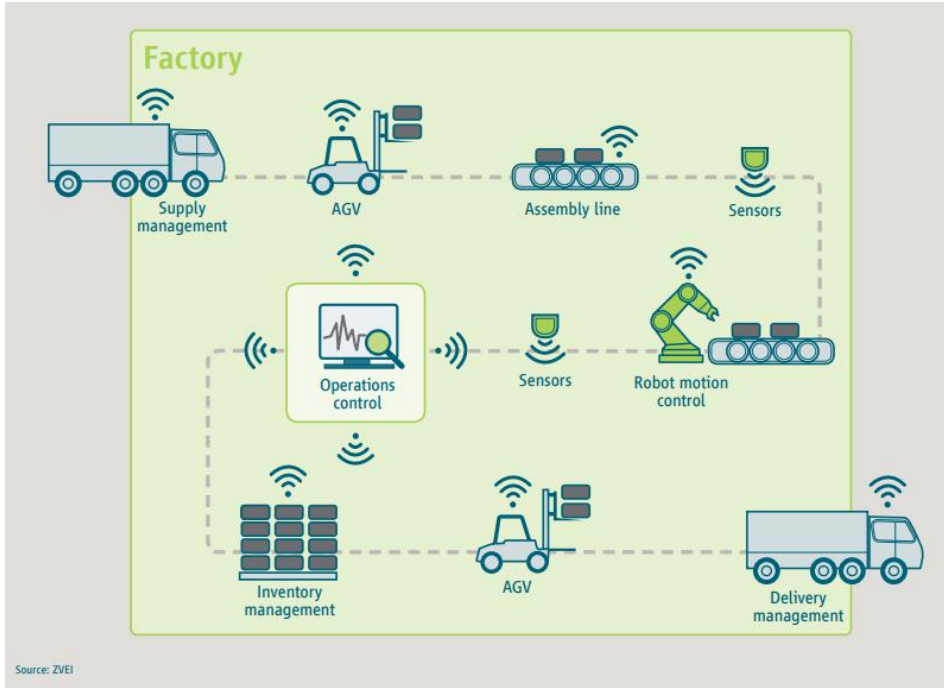 Factory
Supply
management
AGV
Assembly line
Sensors
Operations
control
Sensors
Robot motion
control
Inventory
management
AGV
Delivery
management
Source: ZVEI